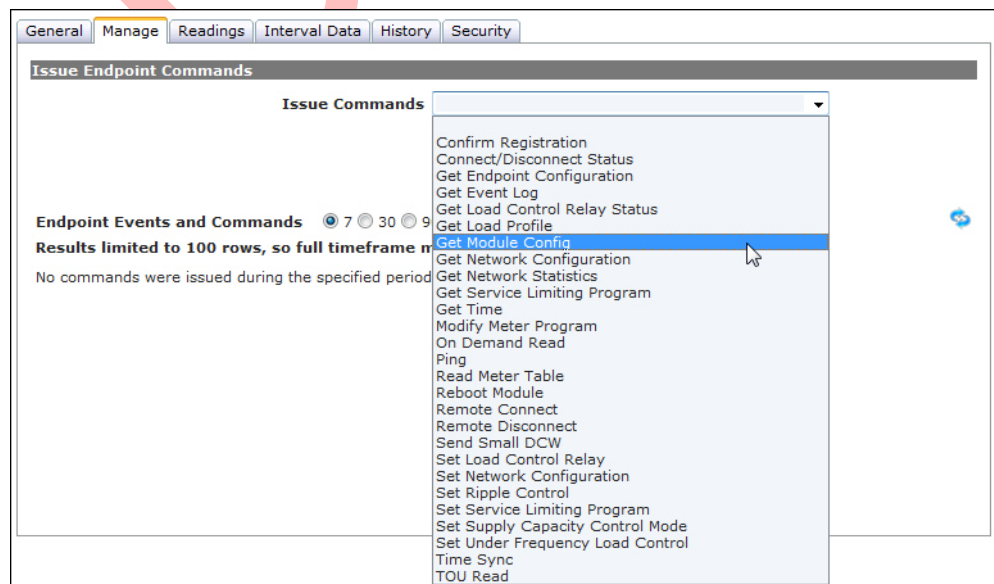 General Manage Readings Interval Data History Security
Issue Endpoint Commands
Issue Commands
Confirm Registration
Connect/Disconnect Status
Get Endpoint Configuration
Get Event Log
Get Load Control Relay Status
Endpoint Events and Commands 7 30 9
Get Load Profile
Results limited to 100 rows, so full timeframe m
Get Module Config
Get Network Configuration
No commands were issued during the specified period
Get Network Statistics
Get Service Limiting Program
Get Time
Modify Meter Program
On Demand Read
Ping
Read Meter Table
Reboot Module
Remote Connect
Remote Disconnect
Send Small DCW
Set Load Control Relay
Set Network Configuration
Set Ripple Control
Set Service Limiting Program
Set Supply Capacity Control Mode
Set Under Frequency Load Control
Time Sync
TOU Read